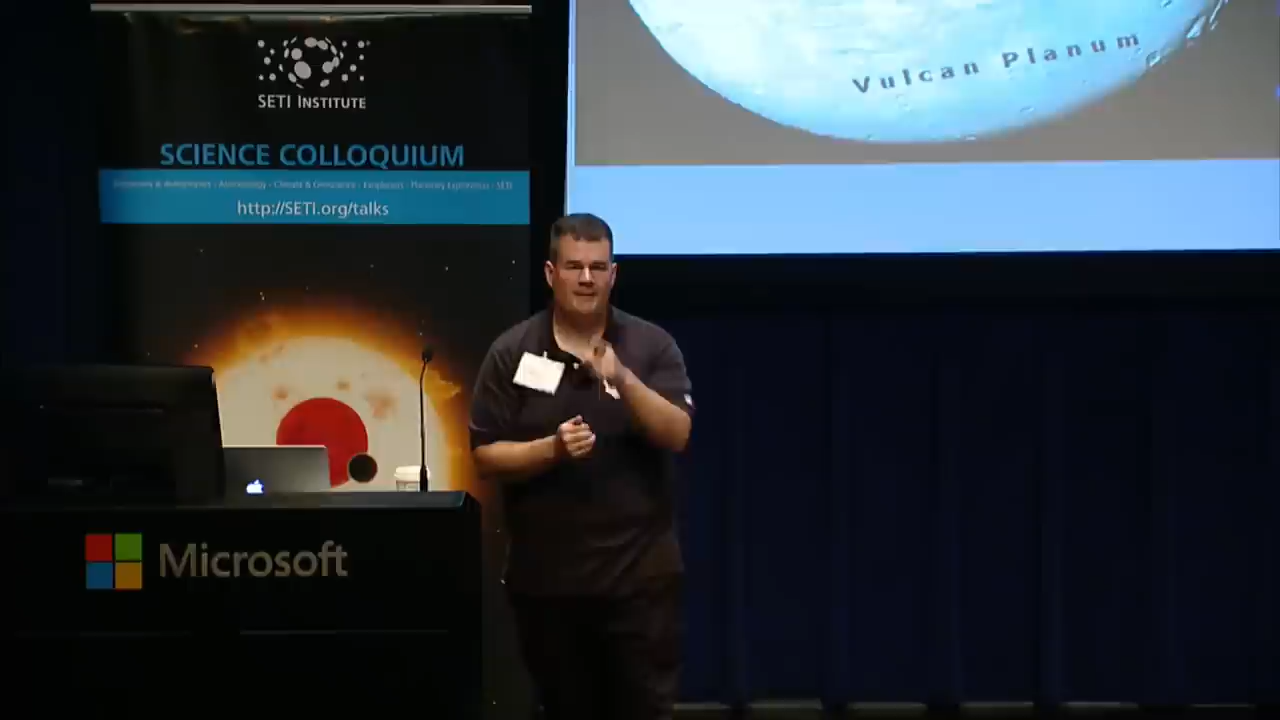 SETI INSTITUTE
SCIENCE COLLOQUIUM
http://SETI.org/talks
Vulcan Planum
Microsoft